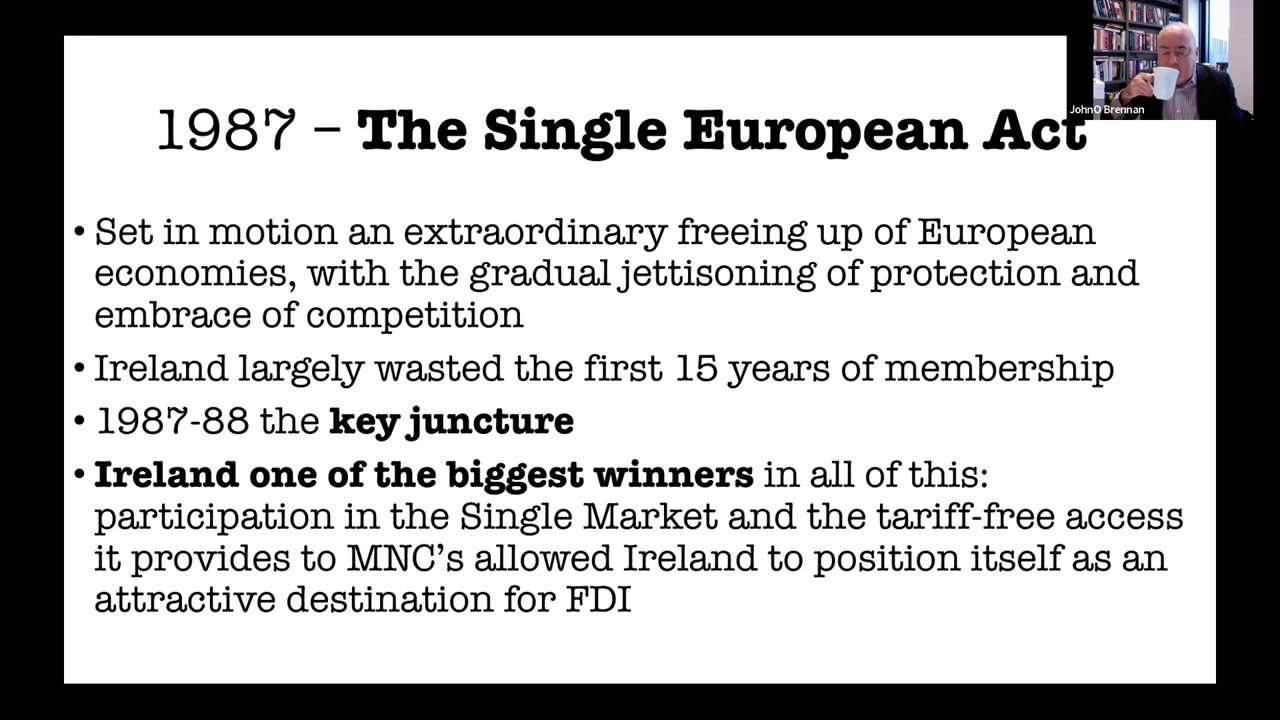 JohnO Brennan
1987 – The Single European Act
• Set in motion an extraordinary freeing up of European
economies, with the gradual jettisoning of protection and
embrace of competition
• Ireland largely wasted the first 15 years of membership
• 1987-88 the key juncture
• Ireland one of the biggest winners in all of this:
participation in the Single Market and the tariff-free access
it provides to MNC’s allowed Ireland to position itself as an
attractive destination for FDI